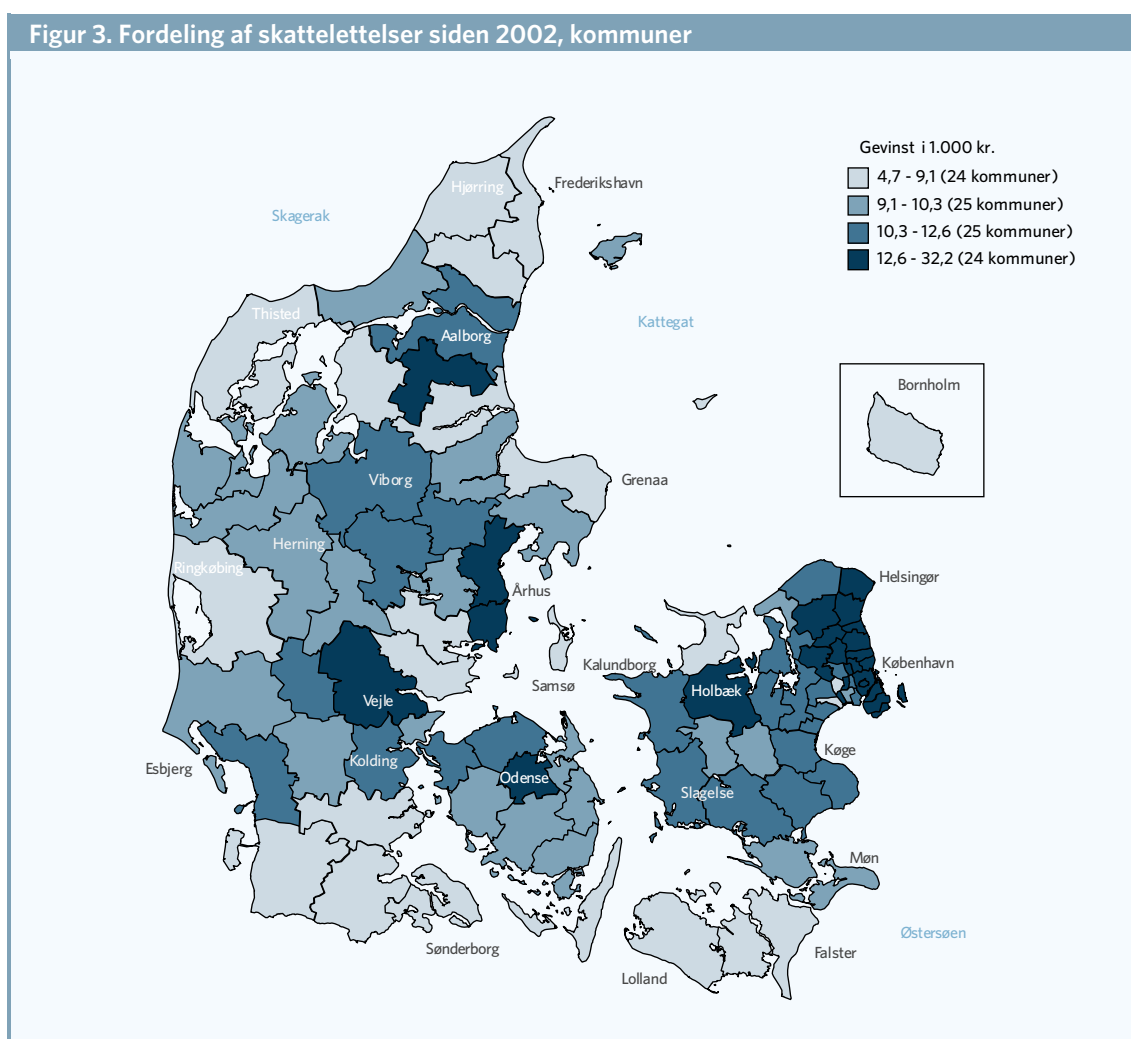 Figur 3. Fordeling af skattelettelser siden 2002, kommuner
Gevinst i 1.000 kr.
4,7 - 9,1 (24 kommuner)
9,1 - 10,3 (25 kommuner)
10,3 - 12,6 (25 kommuner)
12,6 - 32,2 (24 kommuner)
Hjørring
Frederikshavn
Skagerak
Thisted
Kattegat
Aalborg
Bornholm
Viborg
Grenaa
Herning
Ringkøbing
Århus
Helsingør
Kalundborg
København
Samsø
Holbæk
Vejle
Køge
Kolding
Esbjerg
Odense
Slagelse
Møn
Østersøen
Sønderborg
Falster
Lolland